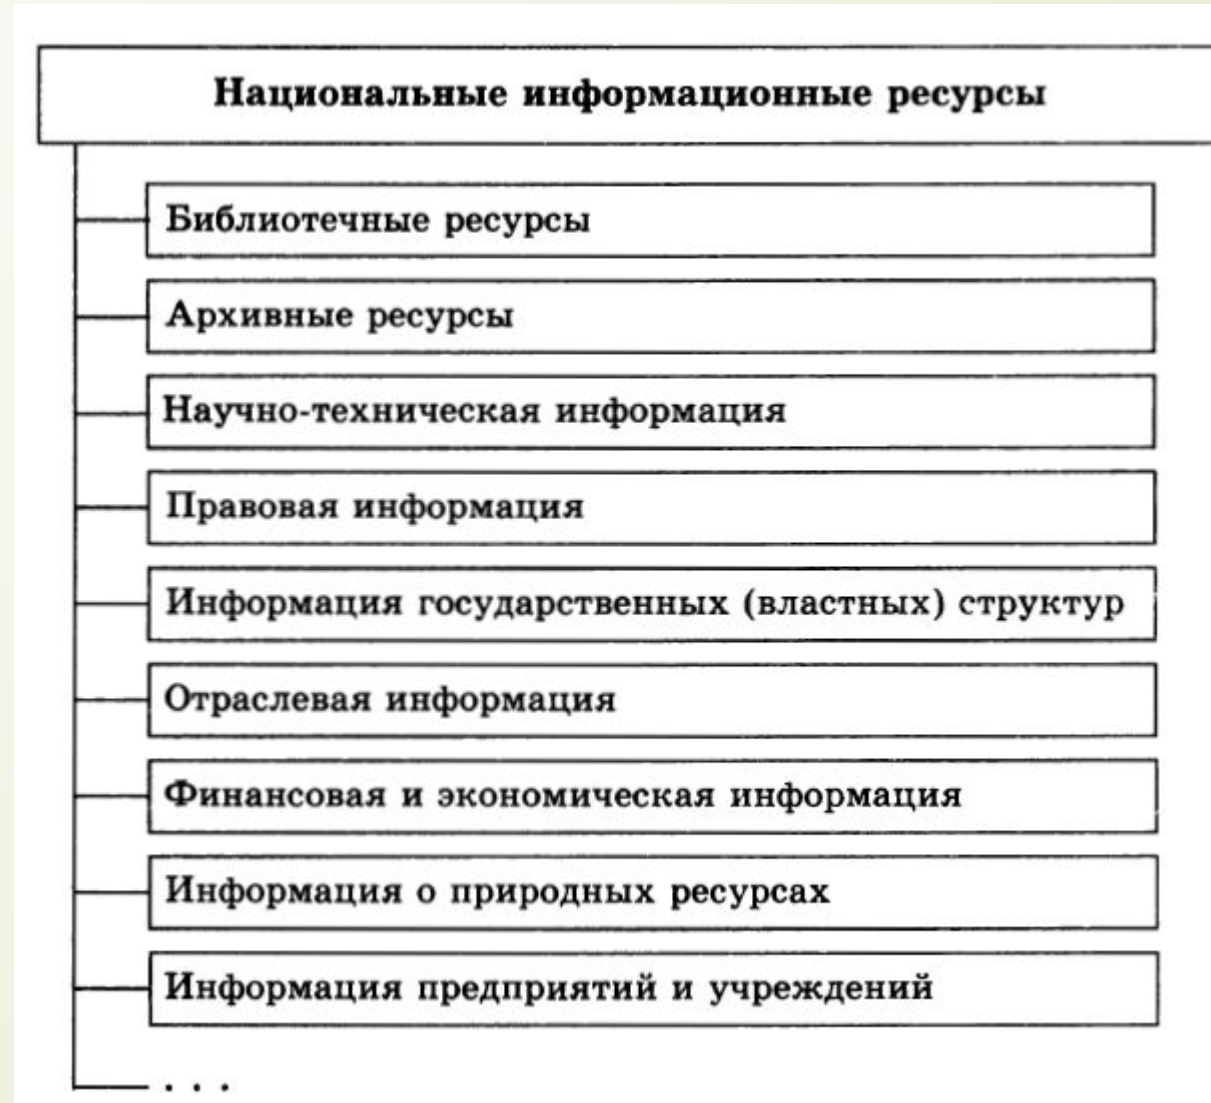 Национальные информационные ресурсы
Библиотечные ресурсы
Архивные ресурсы
Научно-техническая информация
Правовая информация
Информация государственных (властных) структур
Отраслевая информация
Финансовая и экономическая информация
Информация о природных ресурсах
Информация предприятий и учреждений
. . .